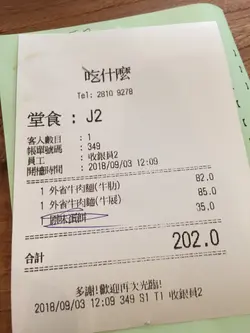 吃什麼
Tel: 2810 9278
堂食 : J2
客人數目 : 1
帳單號碼 : 349
員工 : 收銀員2
開檯時間 : 2018/09/03 12:09
1 外省牛肉麵(牛肋) 82.0
1 外省牛肉麵(牛展) 85.0
35.0
合計 202.0
多謝!歡迎再次光臨!
2018/09/03 12:09 349 S1 T1 收銀員2